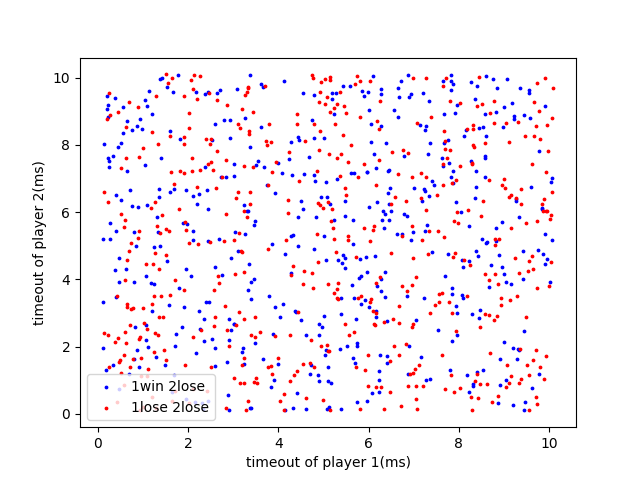 timeout of player 2(ms)
10
8
6
4
2
0
1win 2lose
1lose 2lose
0 2 4 6 8 10
timeout of player 1(ms)